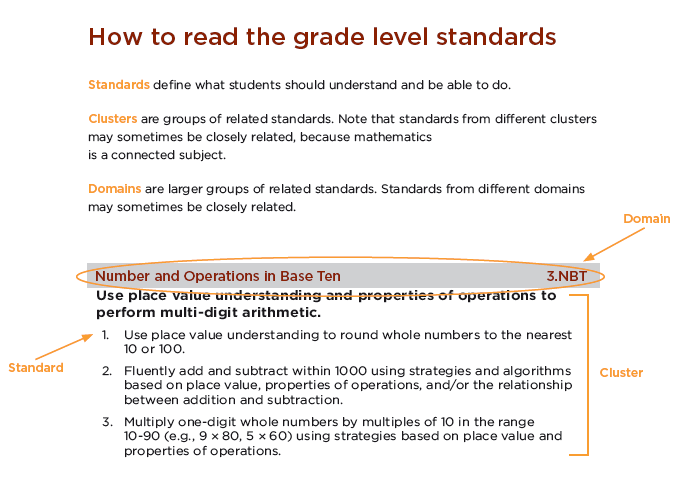 How to read the grade level standards
Standards define what students should understand and be able to do.
Clusters are groups of related standards. Note that standards from different clusters
may sometimes be closely related, because mathematics
is a connected subject.
Domains are larger groups of related standards. Standards from different domains
may sometimes be closely related.
Domain
Number and Operations in Base Ten 3.NBT
Use place value understanding and properties of operations to
perform multi-digit arithmetic.
1. Use place value understanding to round whole numbers to the nearest
10 or 100.
Standard
2. Fluently add and subtract within 1000 using strategies and algorithms
based on place value, properties of operations, and/or the relationship
between addition and subtraction.
Cluster
3. Multiply one-digit whole numbers by multiples of 10 in the range
10-90 (e.g., 9 × 80, 5 × 60) using strategies based on place value and
properties of operations.